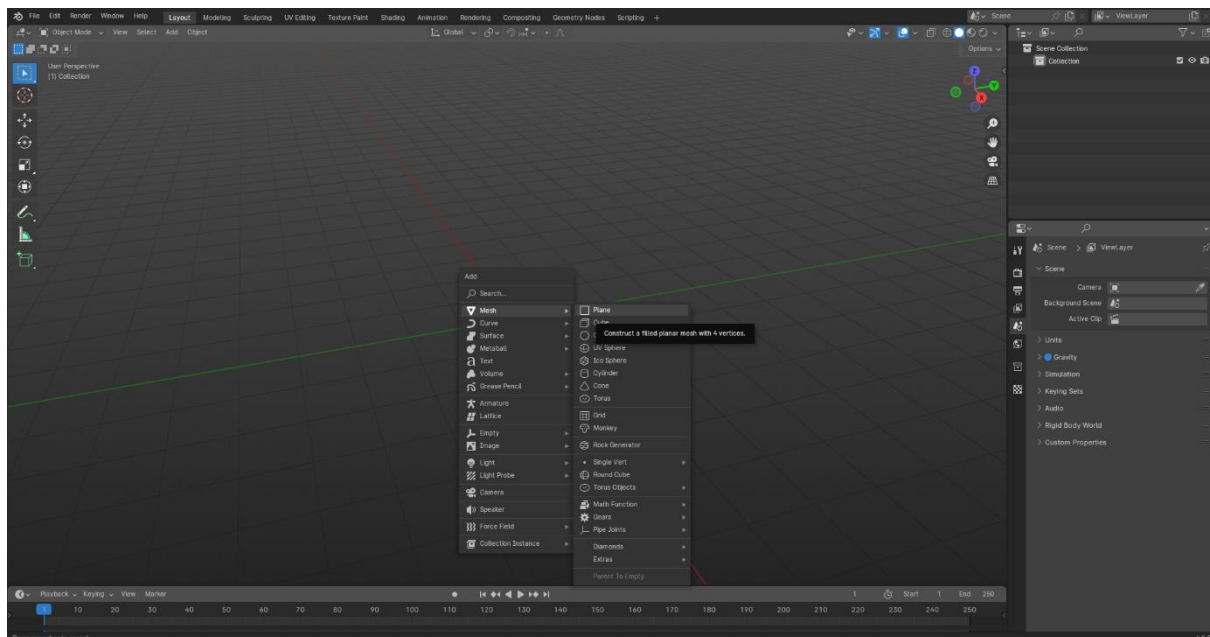 File Edit Render Window Help Layout Modeling Sculpting UV Editing Texture Paint Shading Animation Rendering Compositing Geometry Nodes Scripting + Scene ViewLayer
Object Mode View Select Add Object Global
Options
User Perspective
(1) Collection
Scene Collection
Collection
Z
Y
X
Scene > ViewLayer
Scene
Camera
Background Scene
Active Clip
Units
Gravity
Simulation
Keying Sets
Audio
Rigid Body World
Custom Properties
Add
Search...
Mesh
Curve
Surface
Metaball
Text
Volume
Grease Pencil
Armature
Lattice
Empty
Image
Light
Light Probe
Camera
Speaker
Force Field
Collection Instance
Plane
Cube
Construct a filled planar mesh with 4 vertices.
UV Sphere
Ico Sphere
Cylinder
Cone
Torus
Grid
Monkey
Rock Generator
Single Vert
Round Cube
Torus Objects
Math Function
Gears
Pipe Joints
Diamonds
Extras
Parent To Empty
Playback Keying View Marker 1 Start 1 End 250
1 10 20 30 40 50 60 70 80 90 100 110 120 130 140 150 160 170 180 190 200 210 220 230 240 250